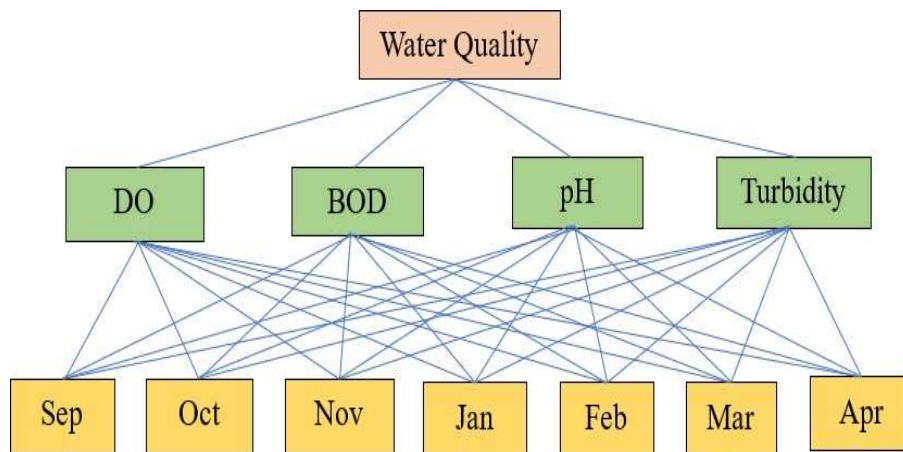 Water Quality
DO
BOD
pH
Turbidity
Sep
Oct
Nov
Jan
Feb
Mar
Apr